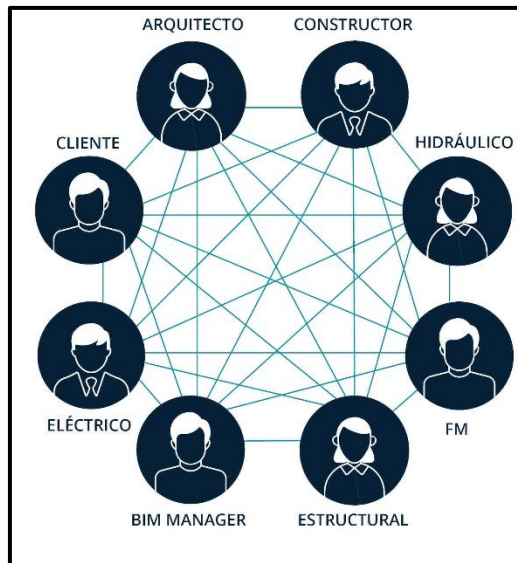 ARQUITECTO
CONSTRUCTOR
CLIENTE
HIDRÁULICO
ELÉCTRICO
FM
BIM MANAGER
ESTRUCTURAL